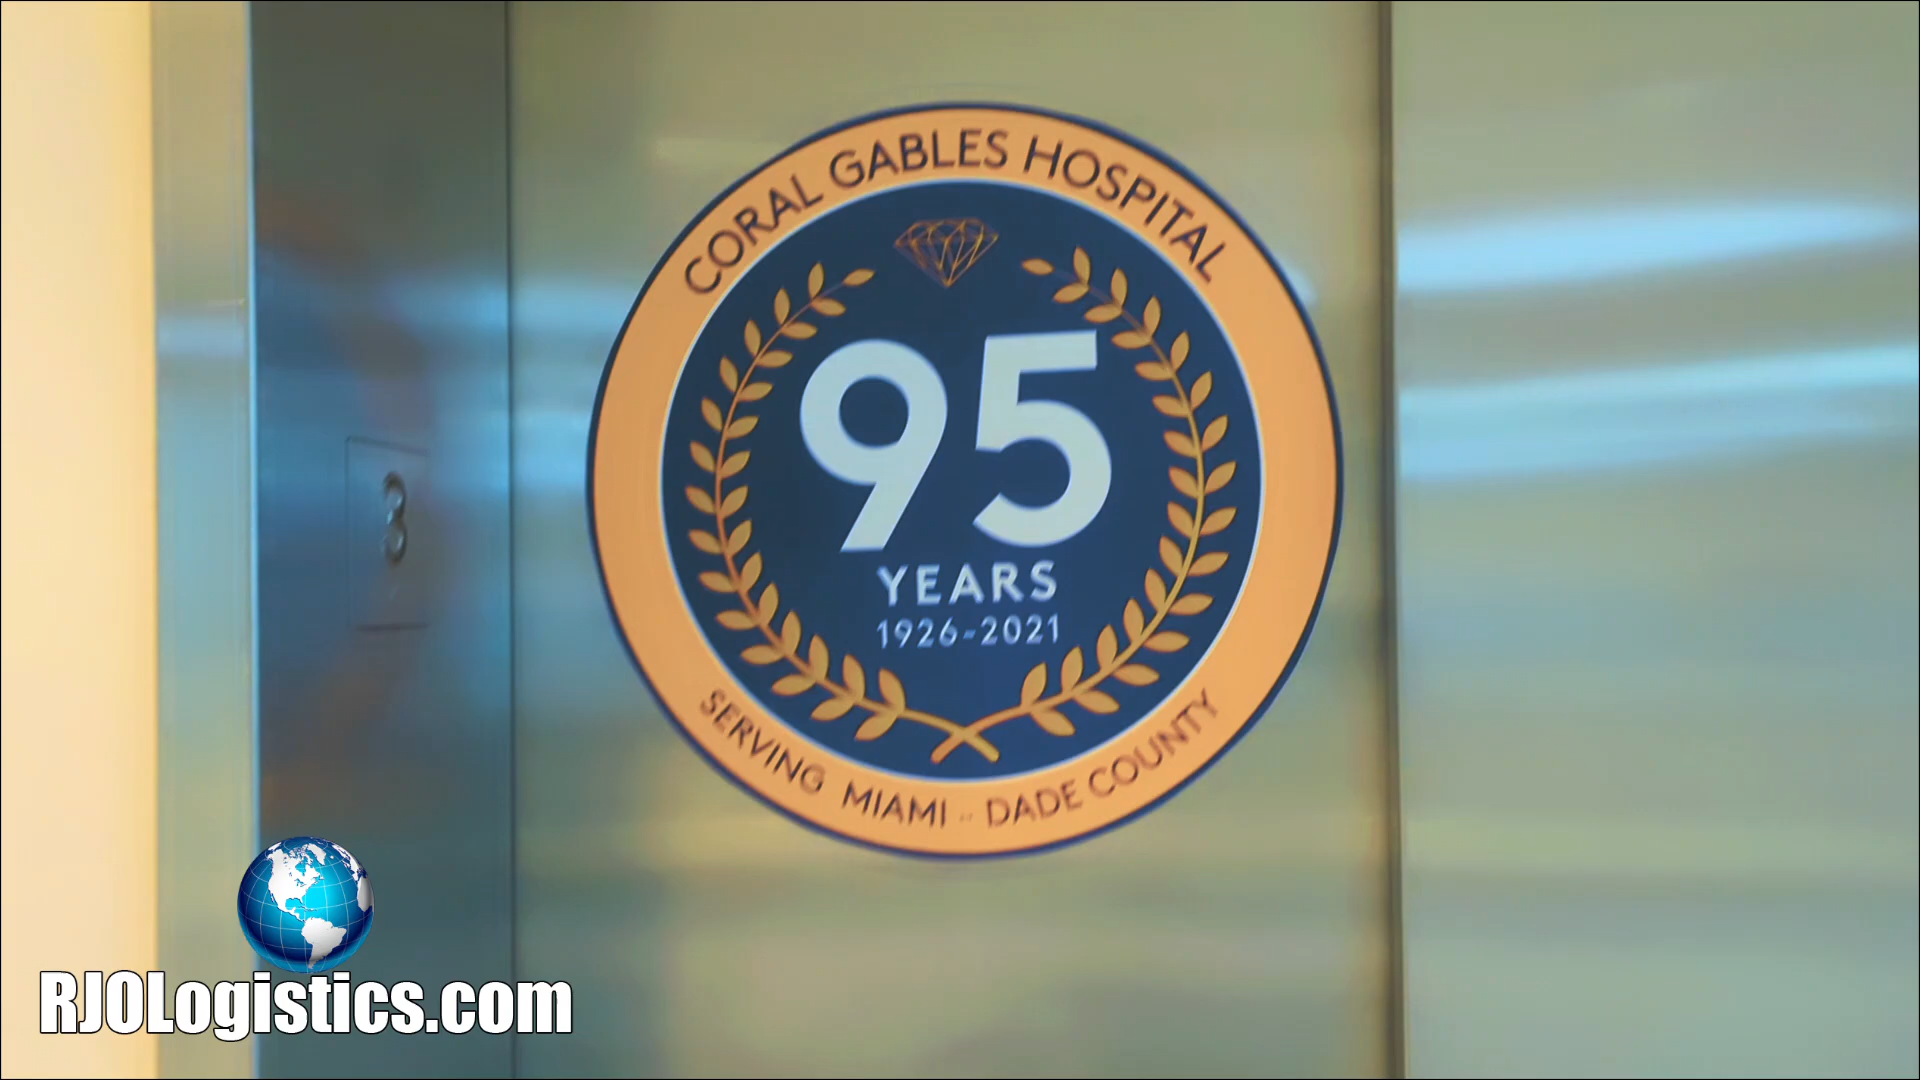 CORAL GABLES HOSPITAL
95
YEARS
1926-2021
SERVING MIAMI - DADE COUNTY
3
RJOLogistics.com